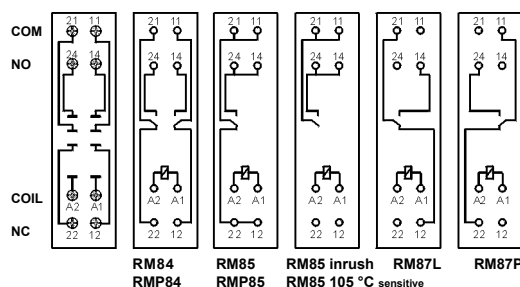 21 11 21 11 21 11 21 11 21 11 21 11
COM
NO
24 14 24 14 24 14 24 14 24 14 24 14
COIL
A2 A1 A2 A1 A2 A1 A2 A1 A2 A1 A2 A1
NC
22 12 22 12 22 12 22 12 22 12 22 12
RM84 RM85 RM85 inrush RM87L RM87P
RMP84 RMP85 RM85 105 °C sensitive